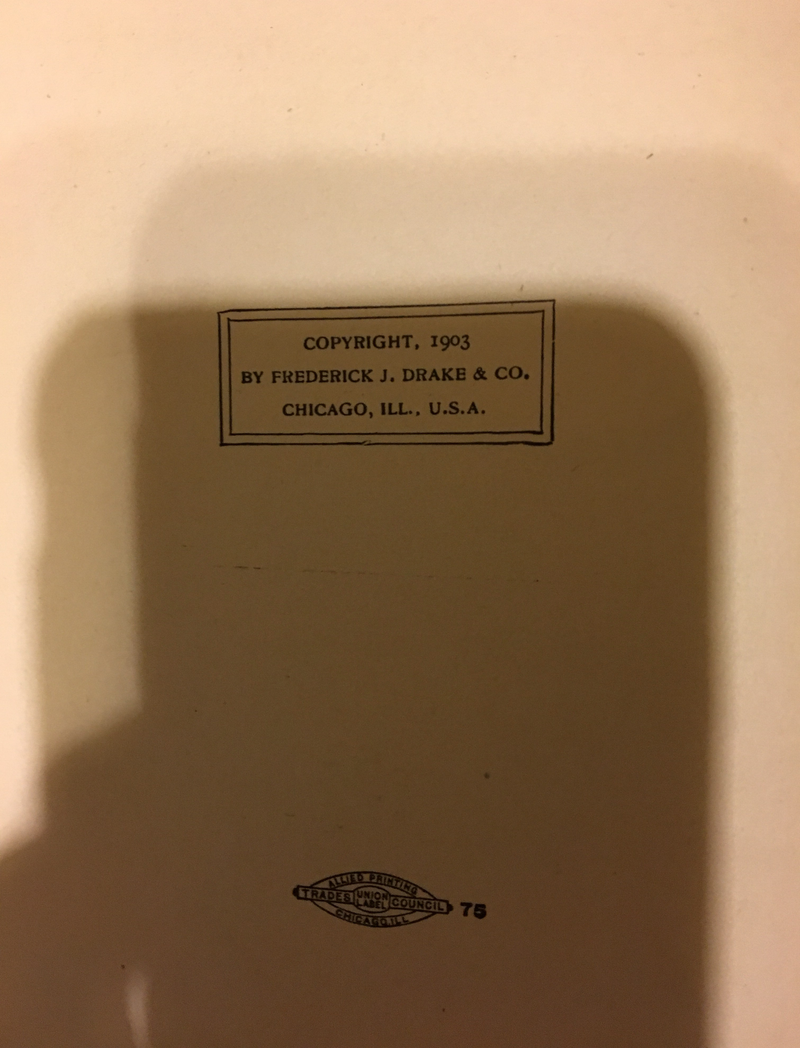 COPYRIGHT, 1903
BY FREDERICK J. DRAKE & CO.
CHICAGO, ILL., U.S.A.
ALLIED PRINTING
TRADES UNION LABEL COUNCIL 75
CHICAGO, ILL.